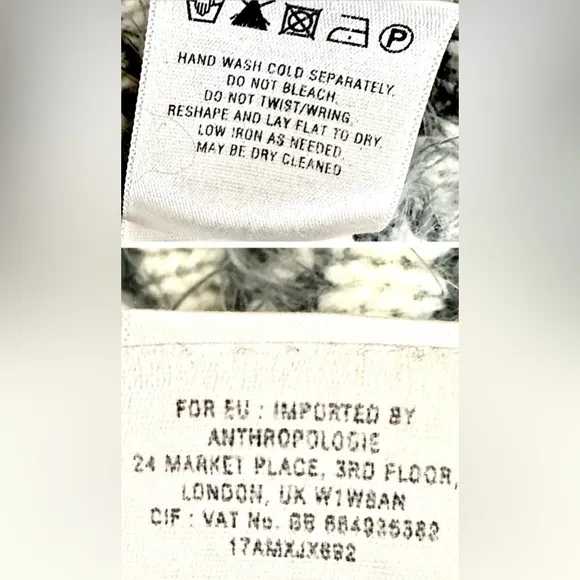 P
HAND WASH COLD SEPARATELY.
DO NOT BLEACH.
DO NOT TWIST/WRING.
RESHAPE AND LAY FLAT TO DRY.
LOW IRON AS NEEDED.
MAY BE DRY CLEANED
FOR EU : IMPORTED BY
ANTHROPOLOGIE
24 MARKET PLACE, 3RD FLOOR,
LONDON, UK W1W8AN
CIF : VAT No. GB